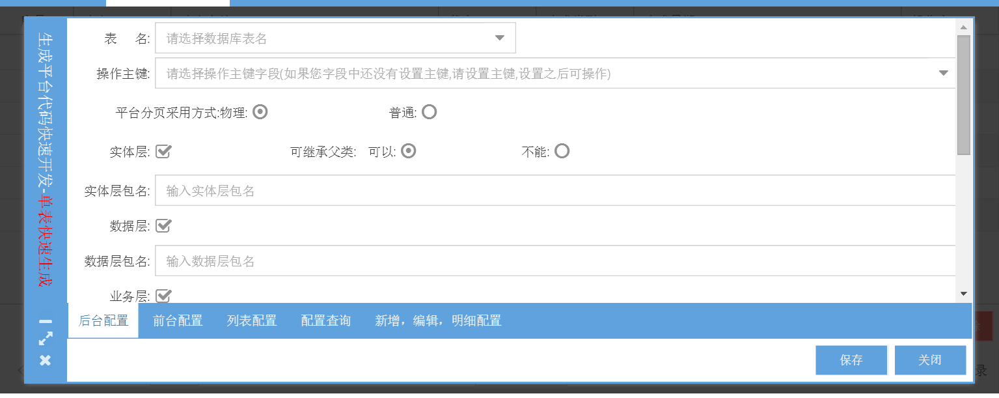 生成平台代码快速开发-单表快速生成
表 名: 请选择数据库表名
操作主键: 请选择操作主键字段(如果您字段中还没有设置主键,请设置主键,设置之后可操作)
平台分页采用方式:物理: 普通:
实体层: 可继承父类: 可以: 不能:
实体层包名: 输入实体层包名
数据层:
数据层包名: 输入数据层包名
业务层:
后台配置 前台配置 列表配置 配置查询 新增，编辑，明细配置
保存 关闭
录